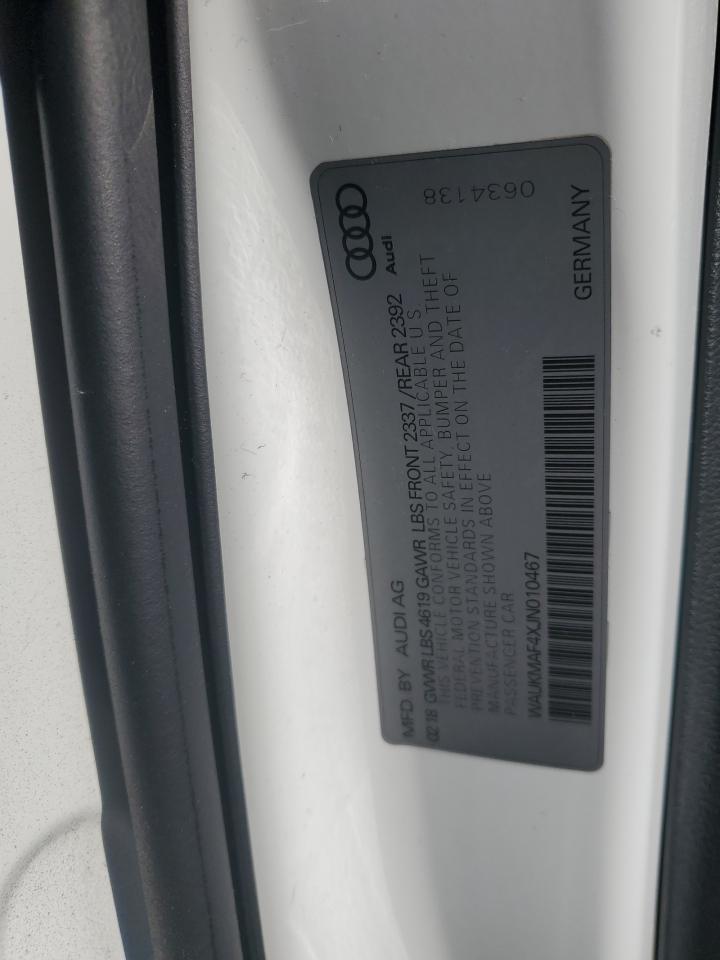 MFD BY AUDI AG
02 18 GVWR LBS 4619 GAWR LBS FRONT 2337/REAR 2392
THIS VEHICLE CONFORMS TO ALL APPLICABLE U S
FEDERAL MOTOR VEHICLE SAFETY, BUMPER AND THEFT
PREVENTION STANDARDS IN EFFECT ON THE DATE OF
MANUFACTURE SHOWN ABOVE
PASSENGER CAR
WAUKMAF4XJN010467
Audi
0634138
GERMANY